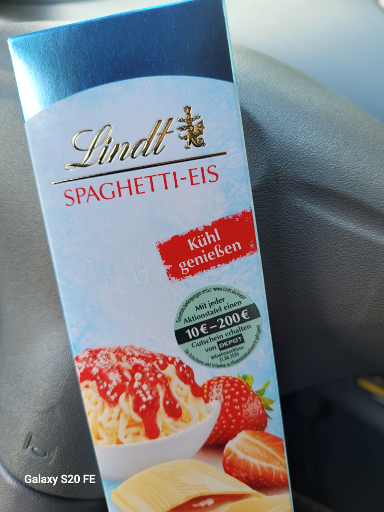 Lindt
SPAGHETTI-EIS
Kühl
genießen
Mit jeder
Aktionstafel einen
10 € – 200 €
Gutschein erhalten
von DEPOT
Galaxy S20 FE